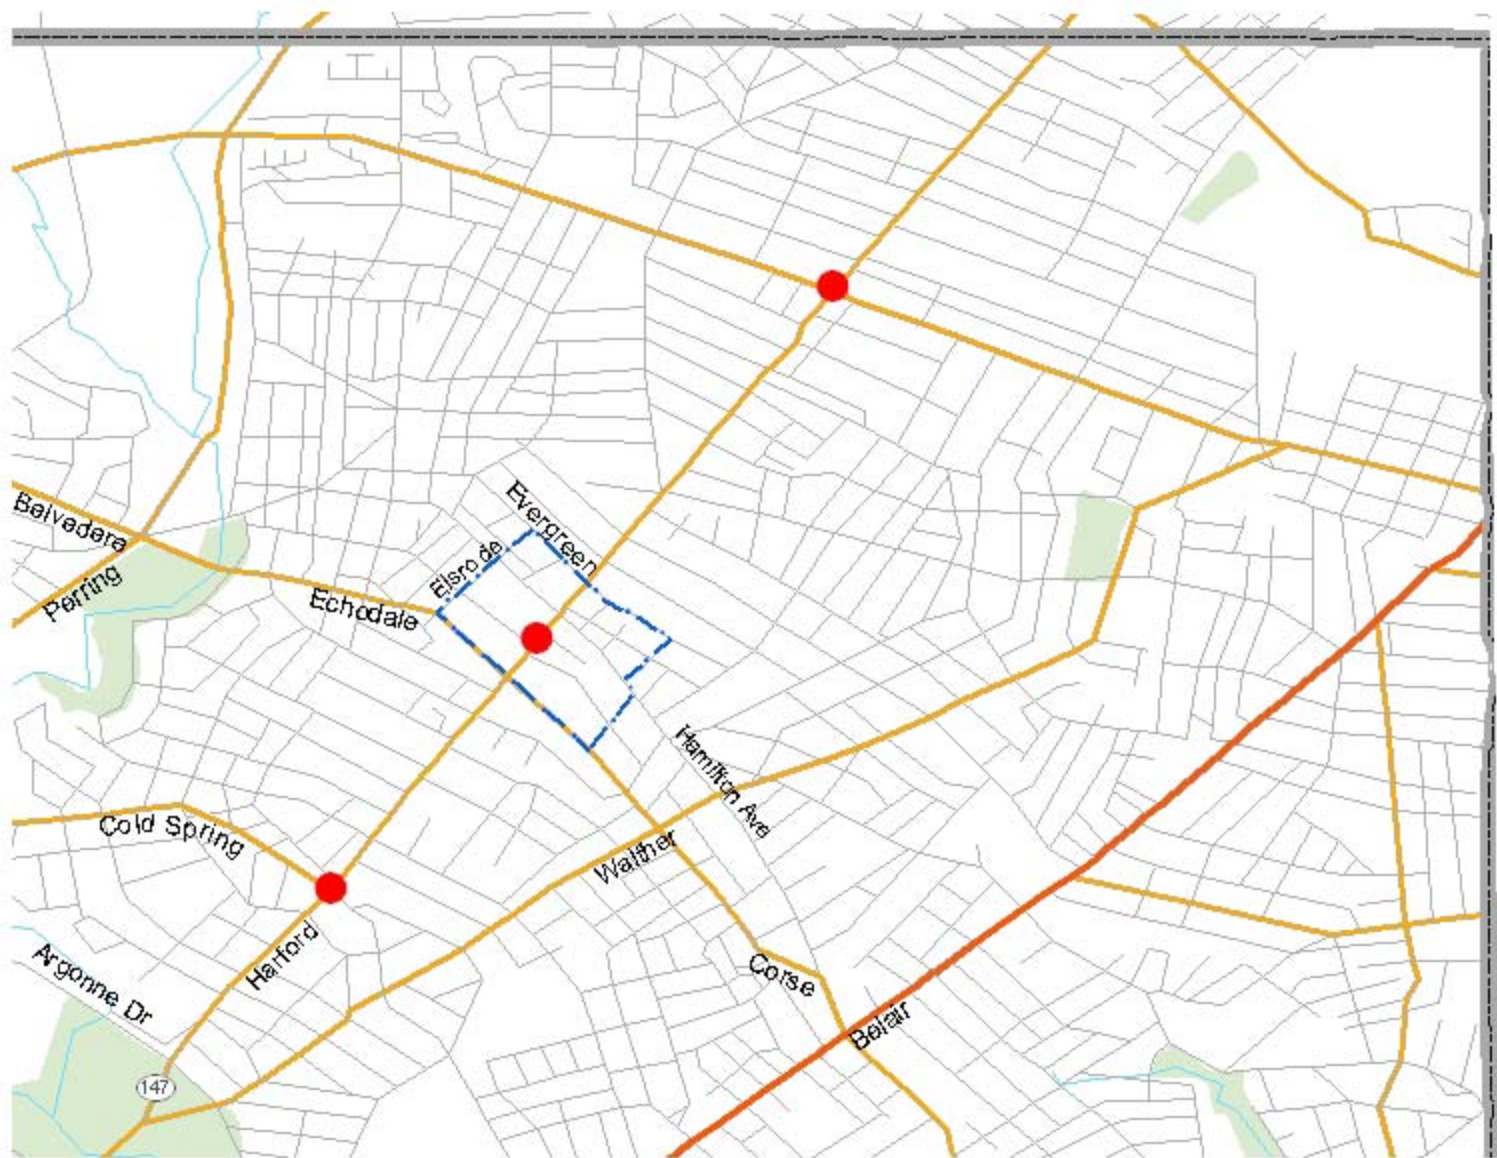 Evergreen
Belvedere
Elsrode
Perring
Echodale
Hamilton Ave
Cold Spring
Walther
Harford
Argonne Dr
Corse
Belair
147